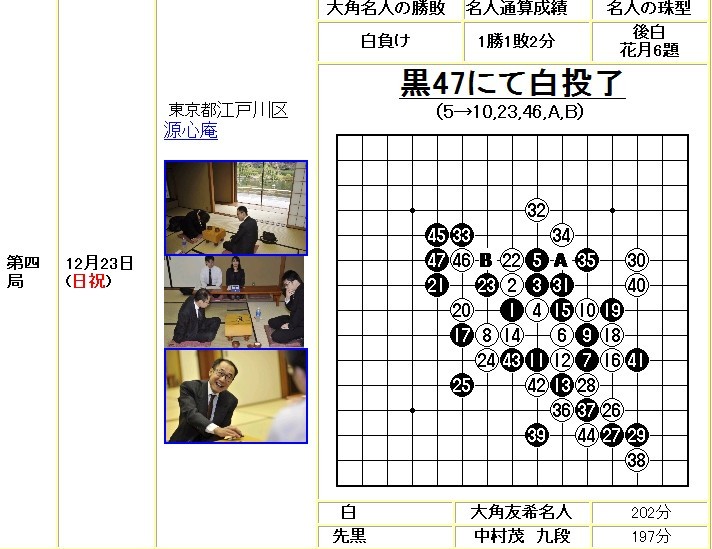 大角名人の勝敗 名人通算成績 名人の珠型
白負け 1勝1敗2分 後白
花月6題
黒47にて白投了
(5→10,23,46,A,B)
東京都江戸川区
源心庵
第四局 12月23日
(日祝)
32
45 33 34
47 46 B 22 5 A 35 30
21 23 2 3 31 40
20 1 4 15 10 19
17 8 14 6 9 18
24 43 11 12 7 16 41
25 42 13 28
36 37 26
39 44 27 29
38
白 大角友希名人 202分
先黒 中村茂 九段 197分